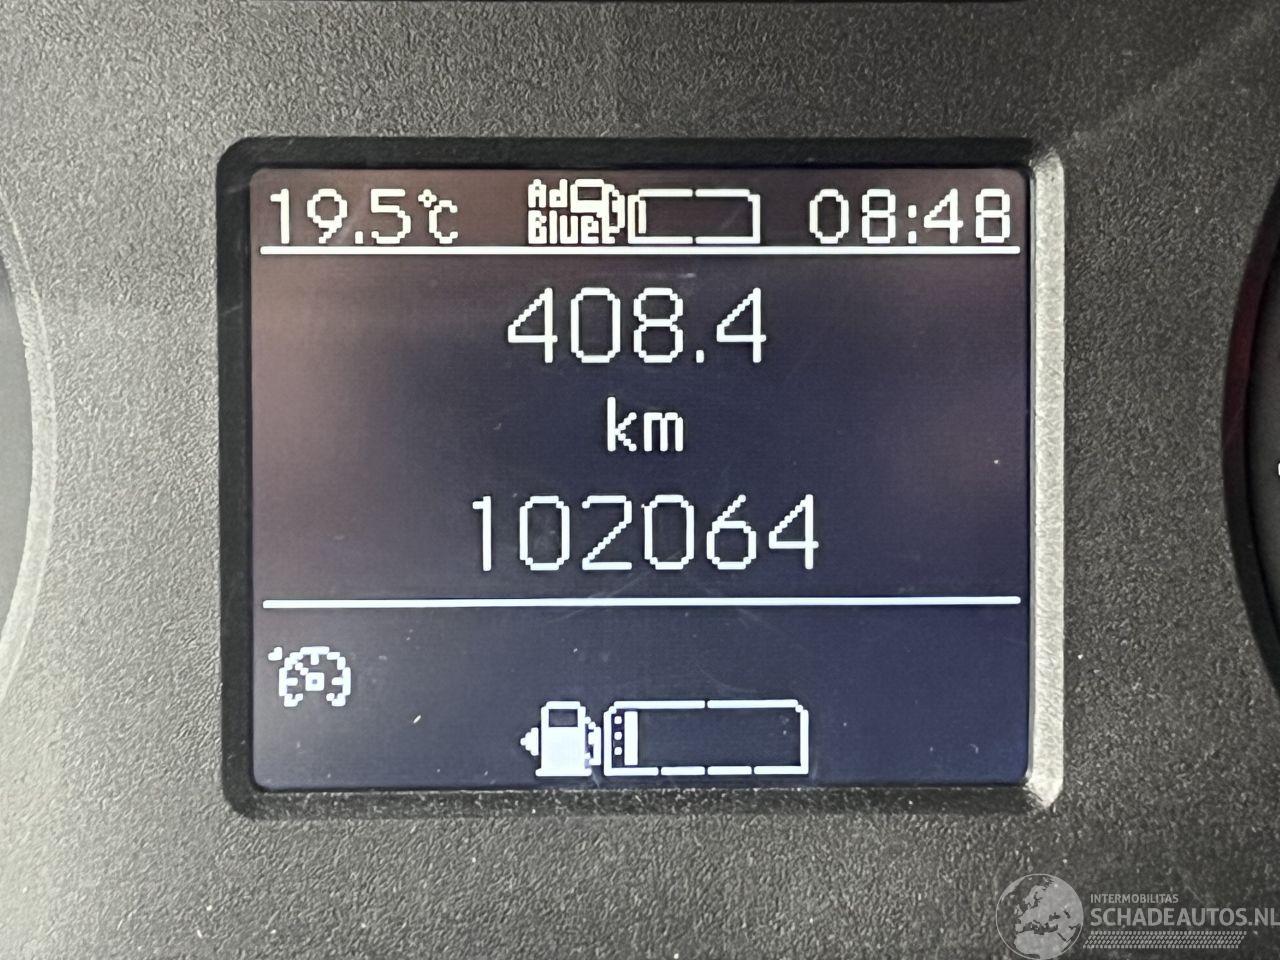 19.5°C Ad Blue 08:48
408.4
km
102064
INTERMOBILITAS
SCHADEAUTOS.NL